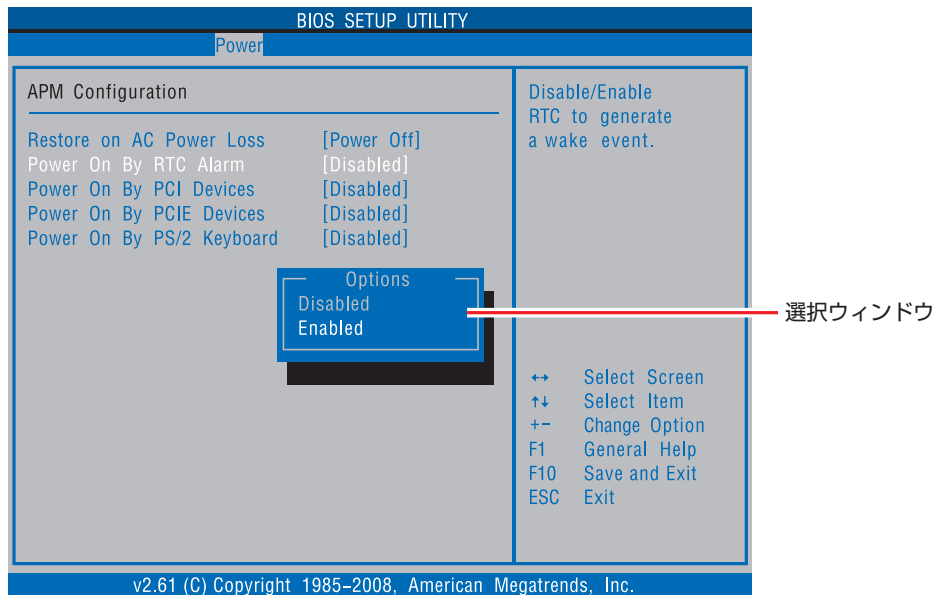 BIOS SETUP UTILITY
Power
APM Configuration
Restore on AC Power Loss [Power Off]
Power On By RTC Alarm [Disabled]
Power On By PCI Devices [Disabled]
Power On By PCIE Devices [Disabled]
Power On By PS/2 Keyboard [Disabled]
Options
Disabled
Enabled
選択ウィンドウ
Disable/Enable
RTC to generate
a wake event.
↔ Select Screen
↑↓ Select Item
+− Change Option
F1 General Help
F10 Save and Exit
ESC Exit
v2.61 (C) Copyright 1985–2008, American Megatrends, Inc.